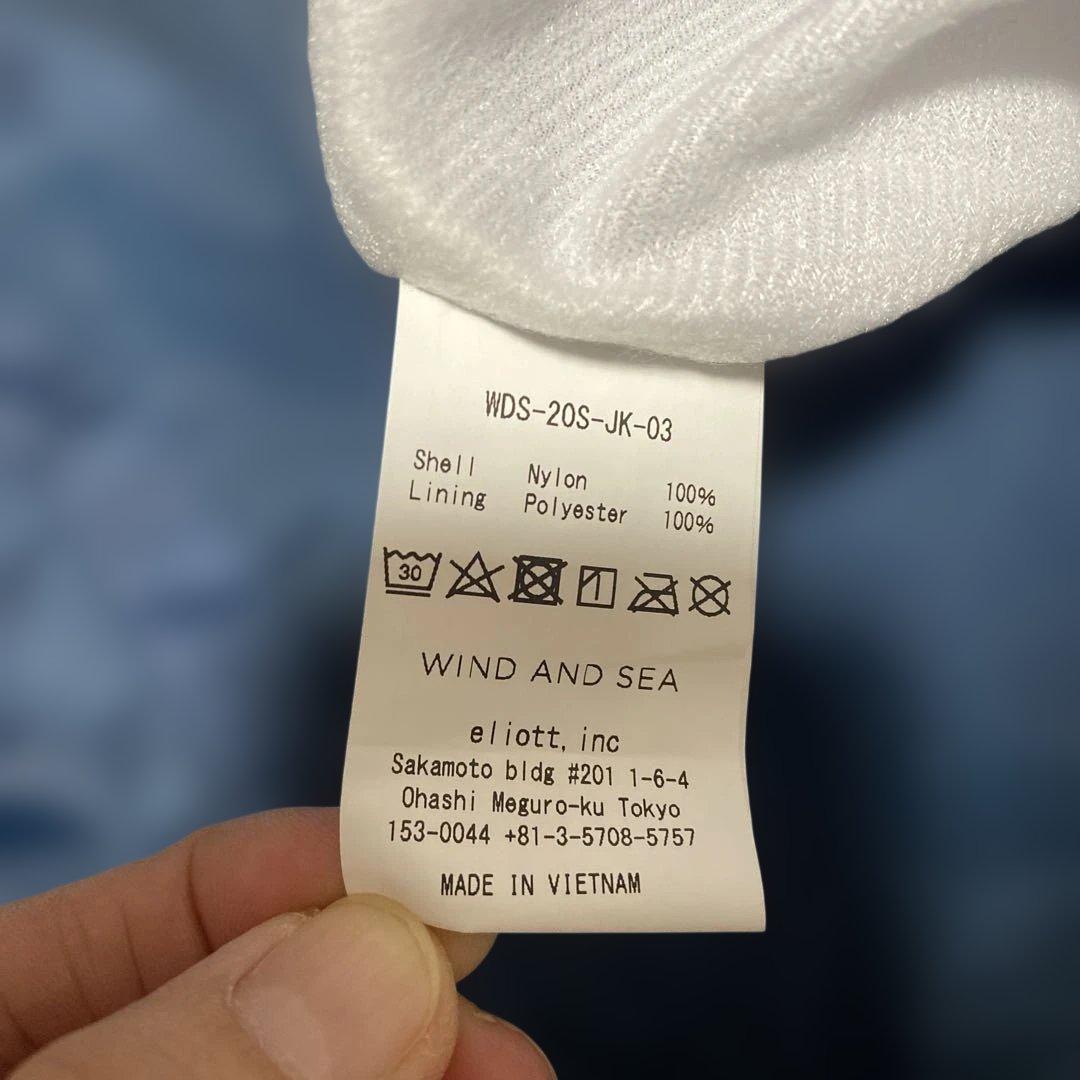 WDS-20S-JK-03
Shell Nylon 100%
Lining Polyester 100%
30
WIND AND SEA
eliott, inc
Sakamoto bldg #201 1-6-4
Ohashi Meguro-ku Tokyo
153-0044 +81-3-5708-5757
MADE IN VIETNAM